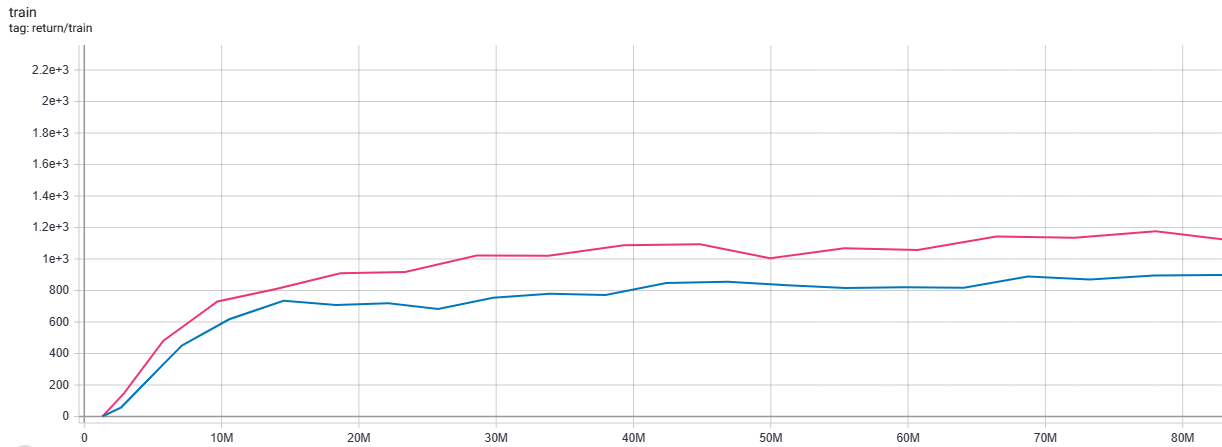 train
tag: return/train
2.2e+3
2e+3
1.8e+3
1.6e+3
1.4e+3
1.2e+3
1e+3
800
600
400
200
0
0 10M 20M 30M 40M 50M 60M 70M 80M